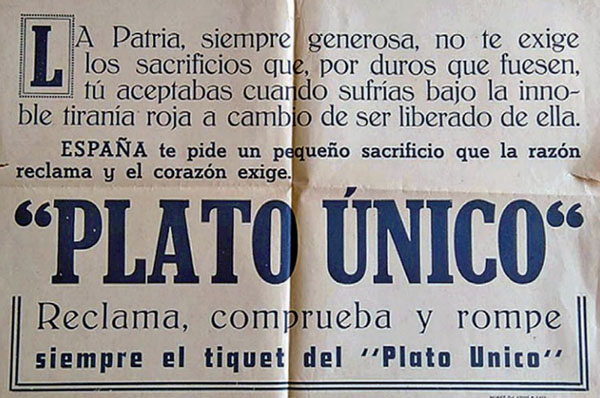 LA Patria, siempre generosa, no te exige
los sacrificios que, por duros que fuesen,
tú aceptabas cuando sufrías bajo la inno-
ble tiranía roja a cambio de ser liberado de ella.
ESPAÑA te pide un pequeño sacrificio que la razón
reclama y el corazón exige.
“PLATO ÚNICO“
Reclama, comprueba y rompe
siempre el tiquet del "Plato Unico"